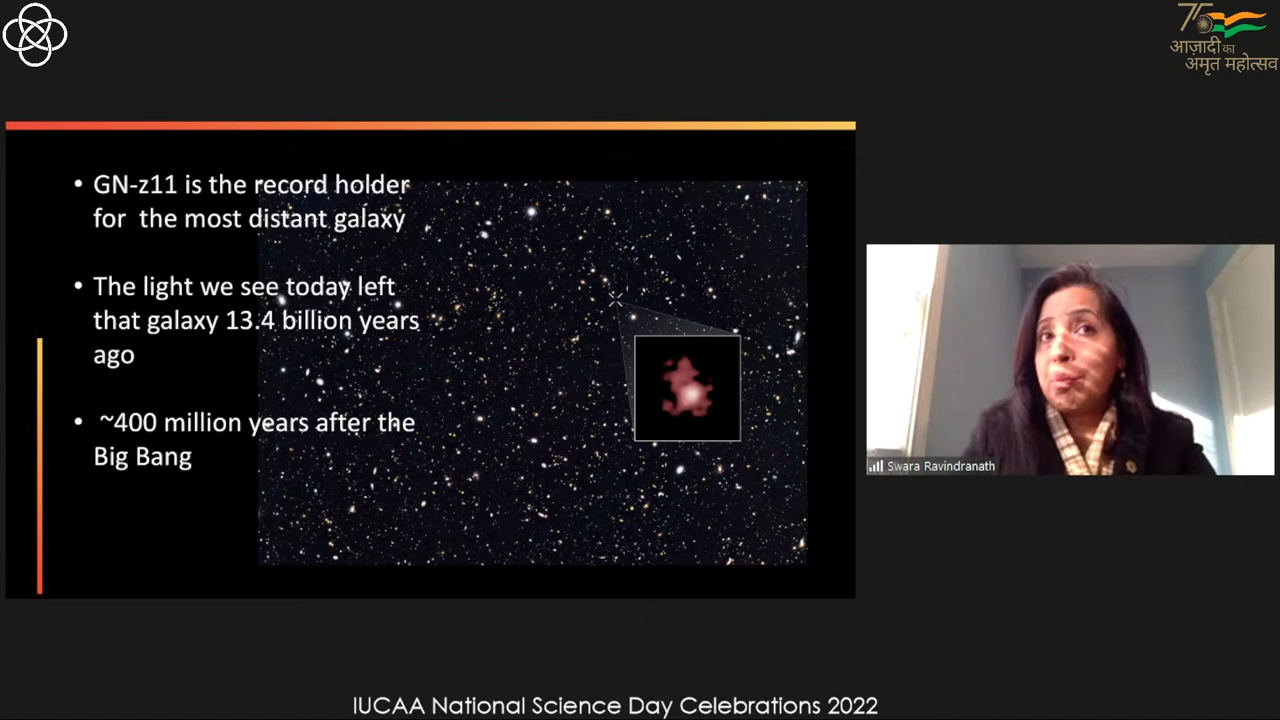 75
आज़ादी का
अमृत महोत्सव
• GN-z11 is the record holder
for the most distant galaxy
• The light we see today left
that galaxy 13.4 billion years
ago
• ~400 million years after the
Big Bang
Swara Ravindranath
IUCAA National Science Day Celebrations 2022